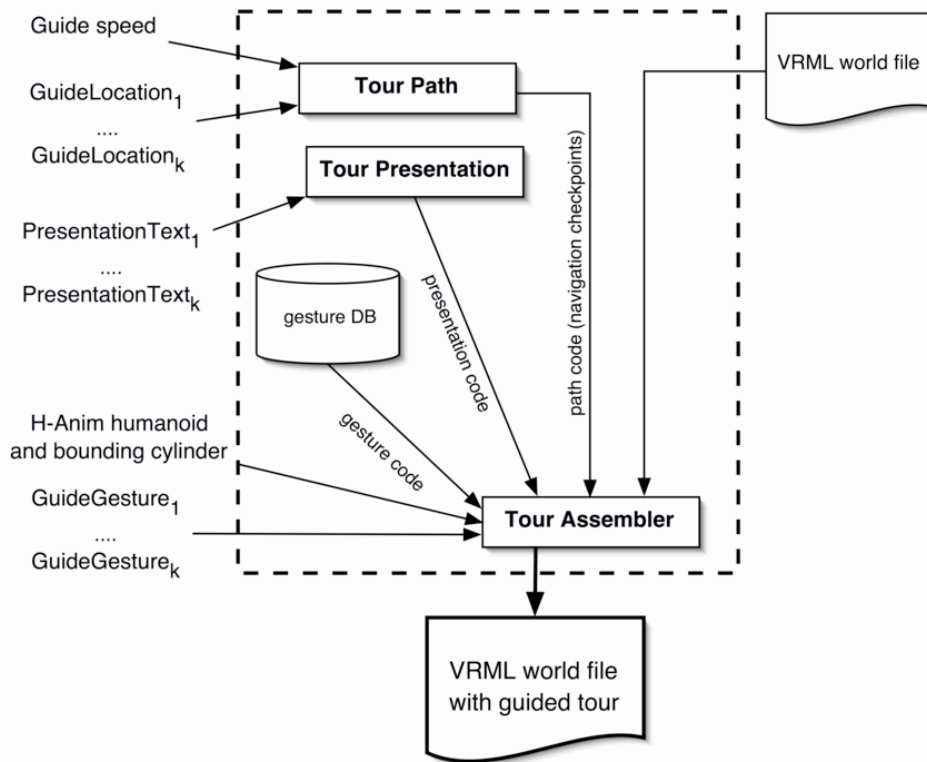 Guide speed
VRML world file
Tour Path
GuideLocation1
....
GuideLocationk
Tour Presentation
PresentationText1
....
PresentationTextk
gesture DB
presentation code
path code (navigation checkpoints)
gesture code
H-Anim humanoid
and bounding cylinder
GuideGesture1
....
GuideGesturek
Tour Assembler
VRML world file
with guided tour